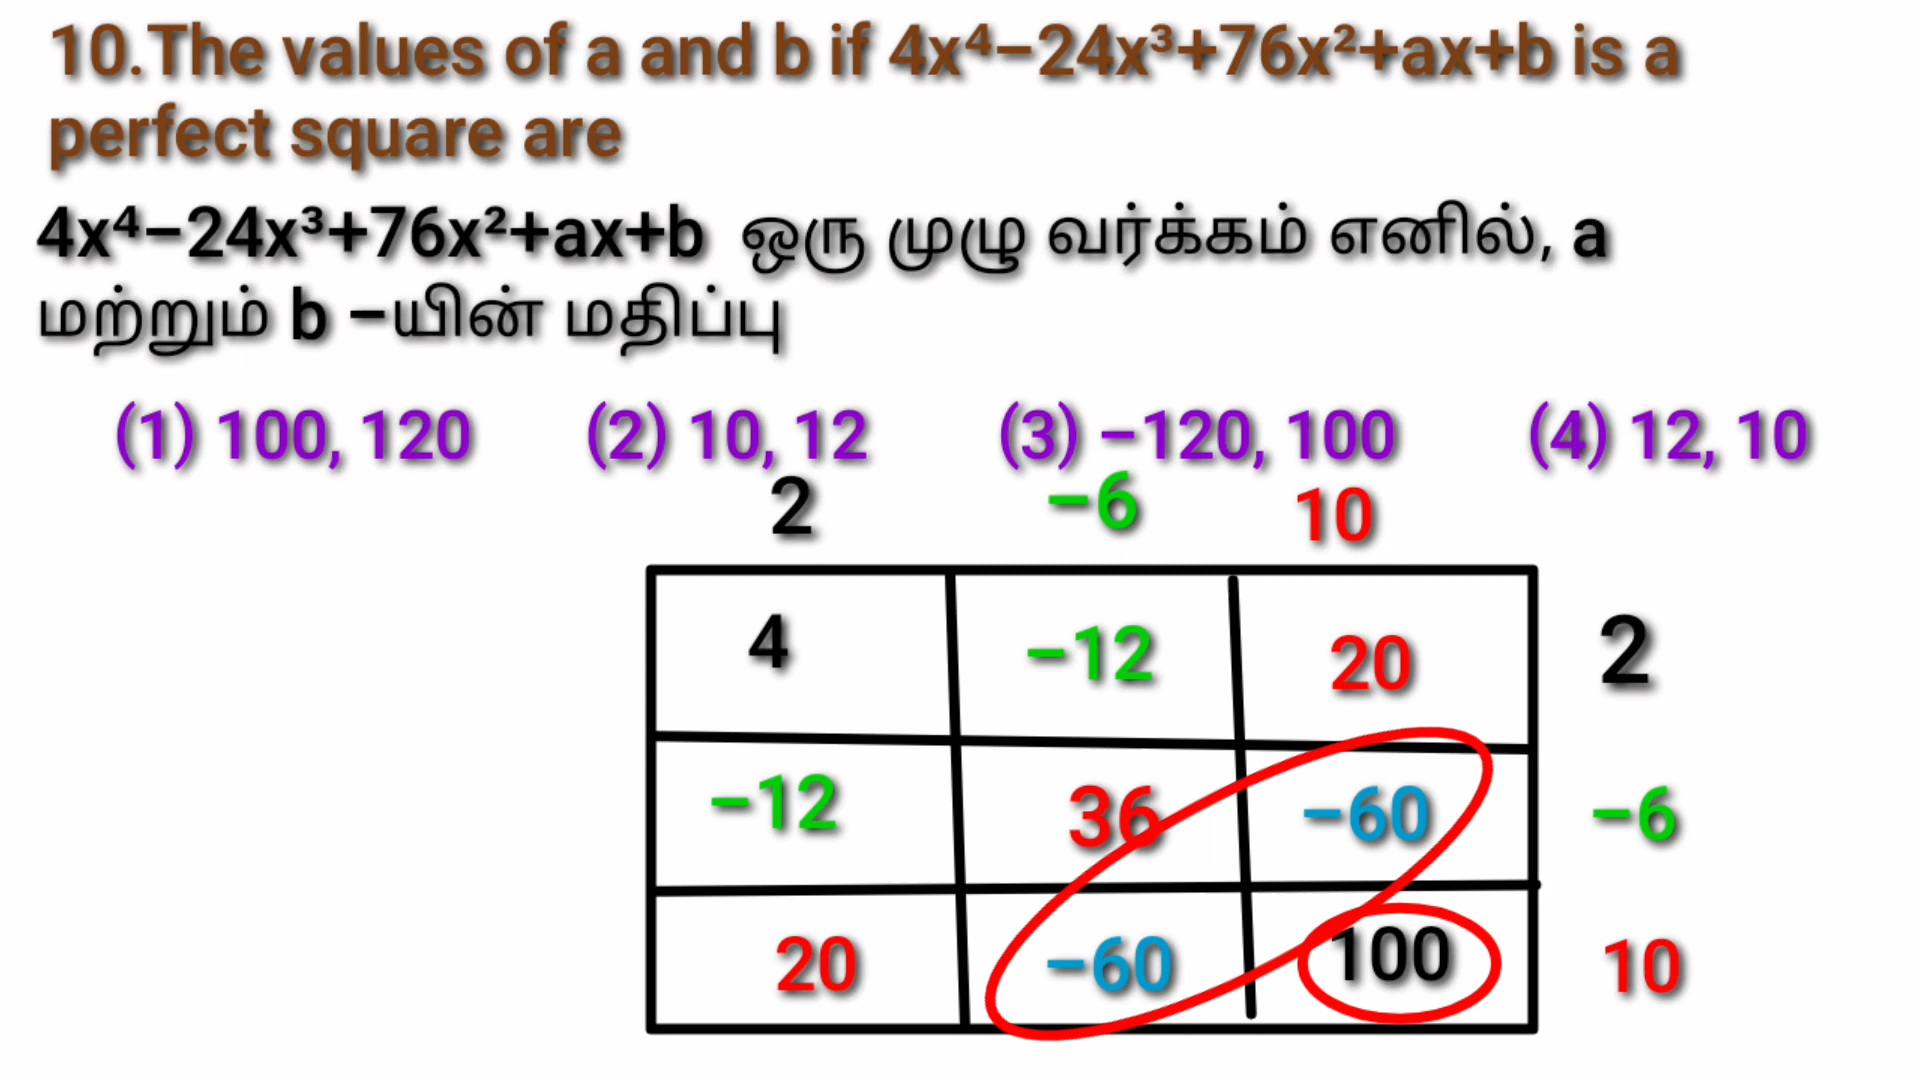 10.The values of a and b if 4x⁴−24x³+76x²+ax+b is a
perfect square are
4x⁴−24x³+76x²+ax+b ஒரு முழு வர்க்கம் எனில், a
மற்றும் b −யின் மதிப்பு
(1) 100, 120 (2) 10, 12 (3) −120, 100 (4) 12, 10
2 −6 10
4 −12 20 2
−12 36 −60 −6
20 −60 100 10